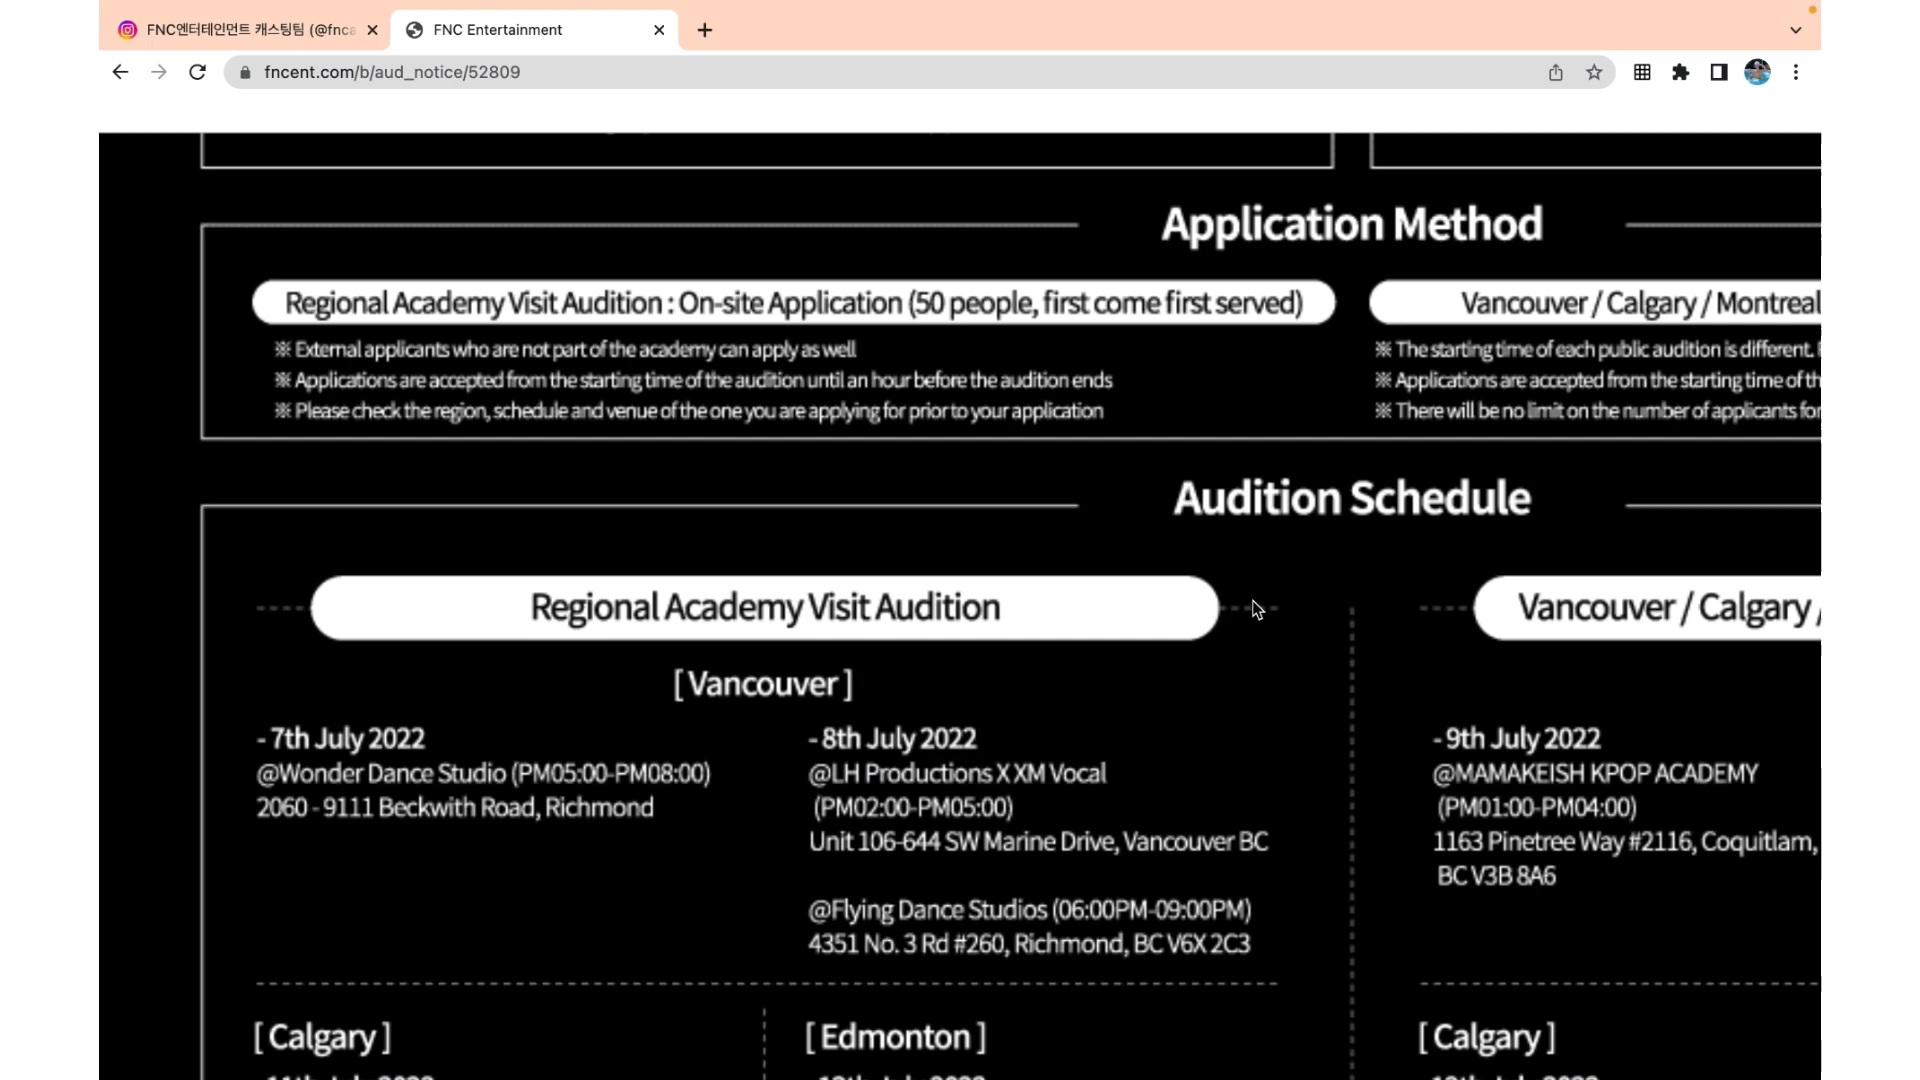 FNC엔터테인먼트 캐스팅팀 (@fnca
FNC Entertainment
fncent.com/b/aud_notice/52809
Application Method
Regional Academy Visit Audition : On-site Application (50 people, first come first served)
※ External applicants who are not part of the academy can apply as well
※ Applications are accepted from the starting time of the audition until an hour before the audition ends
※ Please check the region, schedule and venue of the one you are applying for prior to your application
Vancouver / Calgary / Montreal
※ The starting time of each public audition is different.
※ Applications are accepted from the starting time of th
※ There will be no limit on the number of applicants for
Audition Schedule
Regional Academy Visit Audition
[ Vancouver ]
- 7th July 2022
@Wonder Dance Studio (PM05:00-PM08:00)
2060 - 9111 Beckwith Road, Richmond
- 8th July 2022
@LH Productions X XM Vocal
(PM02:00-PM05:00)
Unit 106-644 SW Marine Drive, Vancouver BC
@Flying Dance Studios (06:00PM-09:00PM)
4351 No. 3 Rd #260, Richmond, BC V6X 2C3
Vancouver / Calgary /
- 9th July 2022
@MAMAKEISH KPOP ACADEMY
(PM01:00-PM04:00)
1163 Pinetree Way #2116, Coquitlam,
BC V3B 8A6
[ Calgary ]
[ Edmonton ]
[ Calgary ]